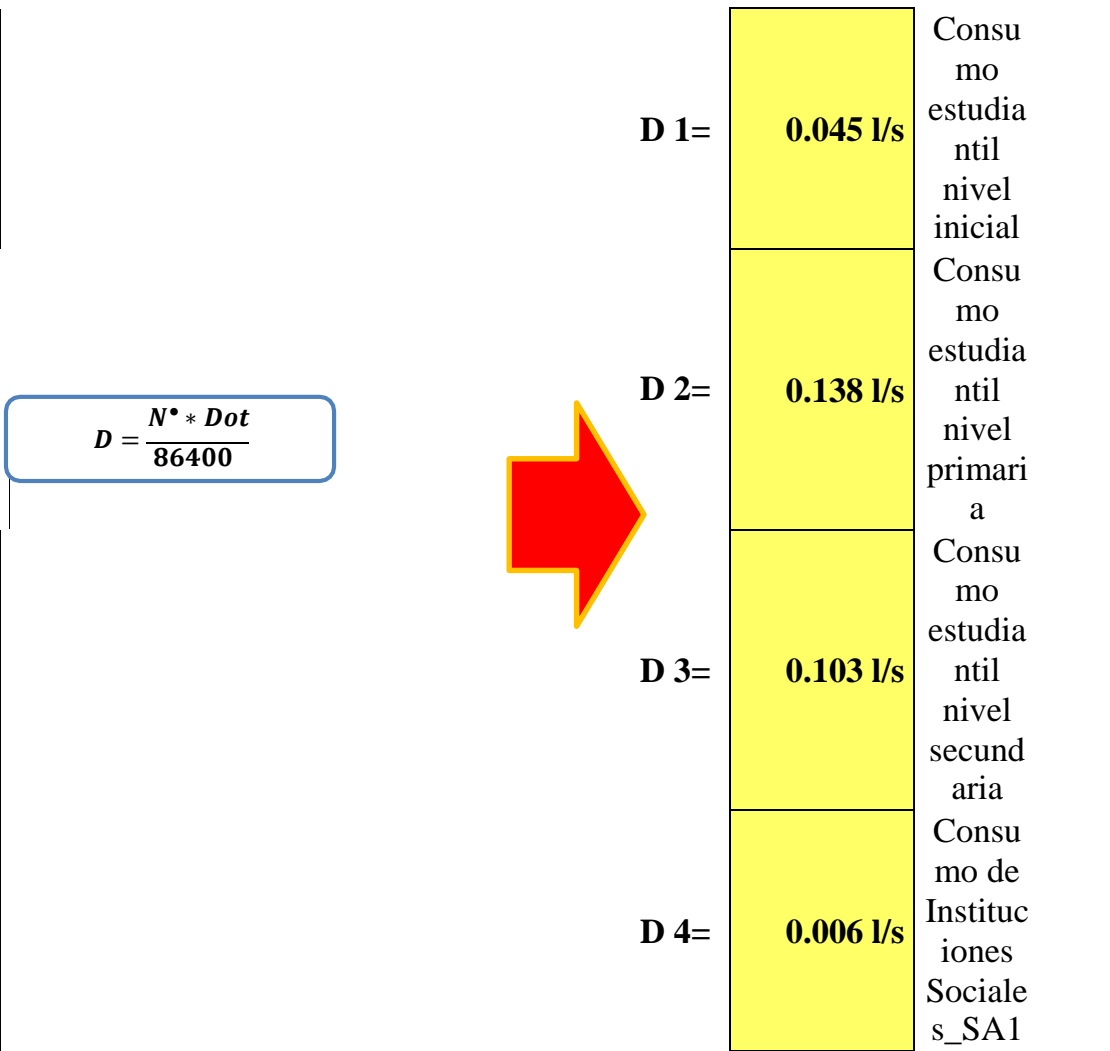 D 1=
0.045 l/s
Consu
mo
estudia
ntil
nivel
inicial
D 2=
0.138 l/s
Consu
mo
estudia
ntil
nivel
primari
a
D = N° * Dot / 86400
D 3=
0.103 l/s
Consu
mo
estudia
ntil
nivel
secund
aria
D 4=
0.006 l/s
Consu
mo de
Instituc
iones
Sociale
s_SA1